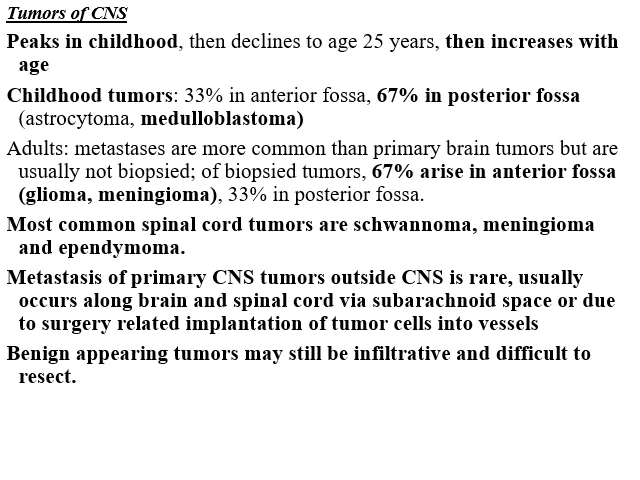 Tumors of CNS
Peaks in childhood, then declines to age 25 years, then increases with
age
Childhood tumors: 33% in anterior fossa, 67% in posterior fossa
(astrocytoma, medulloblastoma)
Adults: metastases are more common than primary brain tumors but are
usually not biopsied; of biopsied tumors, 67% arise in anterior fossa
(glioma, meningioma), 33% in posterior fossa.
Most common spinal cord tumors are schwannoma, meningioma
and ependymoma.
Metastasis of primary CNS tumors outside CNS is rare, usually
occurs along brain and spinal cord via subarachnoid space or due
to surgery related implantation of tumor cells into vessels
Benign appearing tumors may still be infiltrative and difficult to
resect.